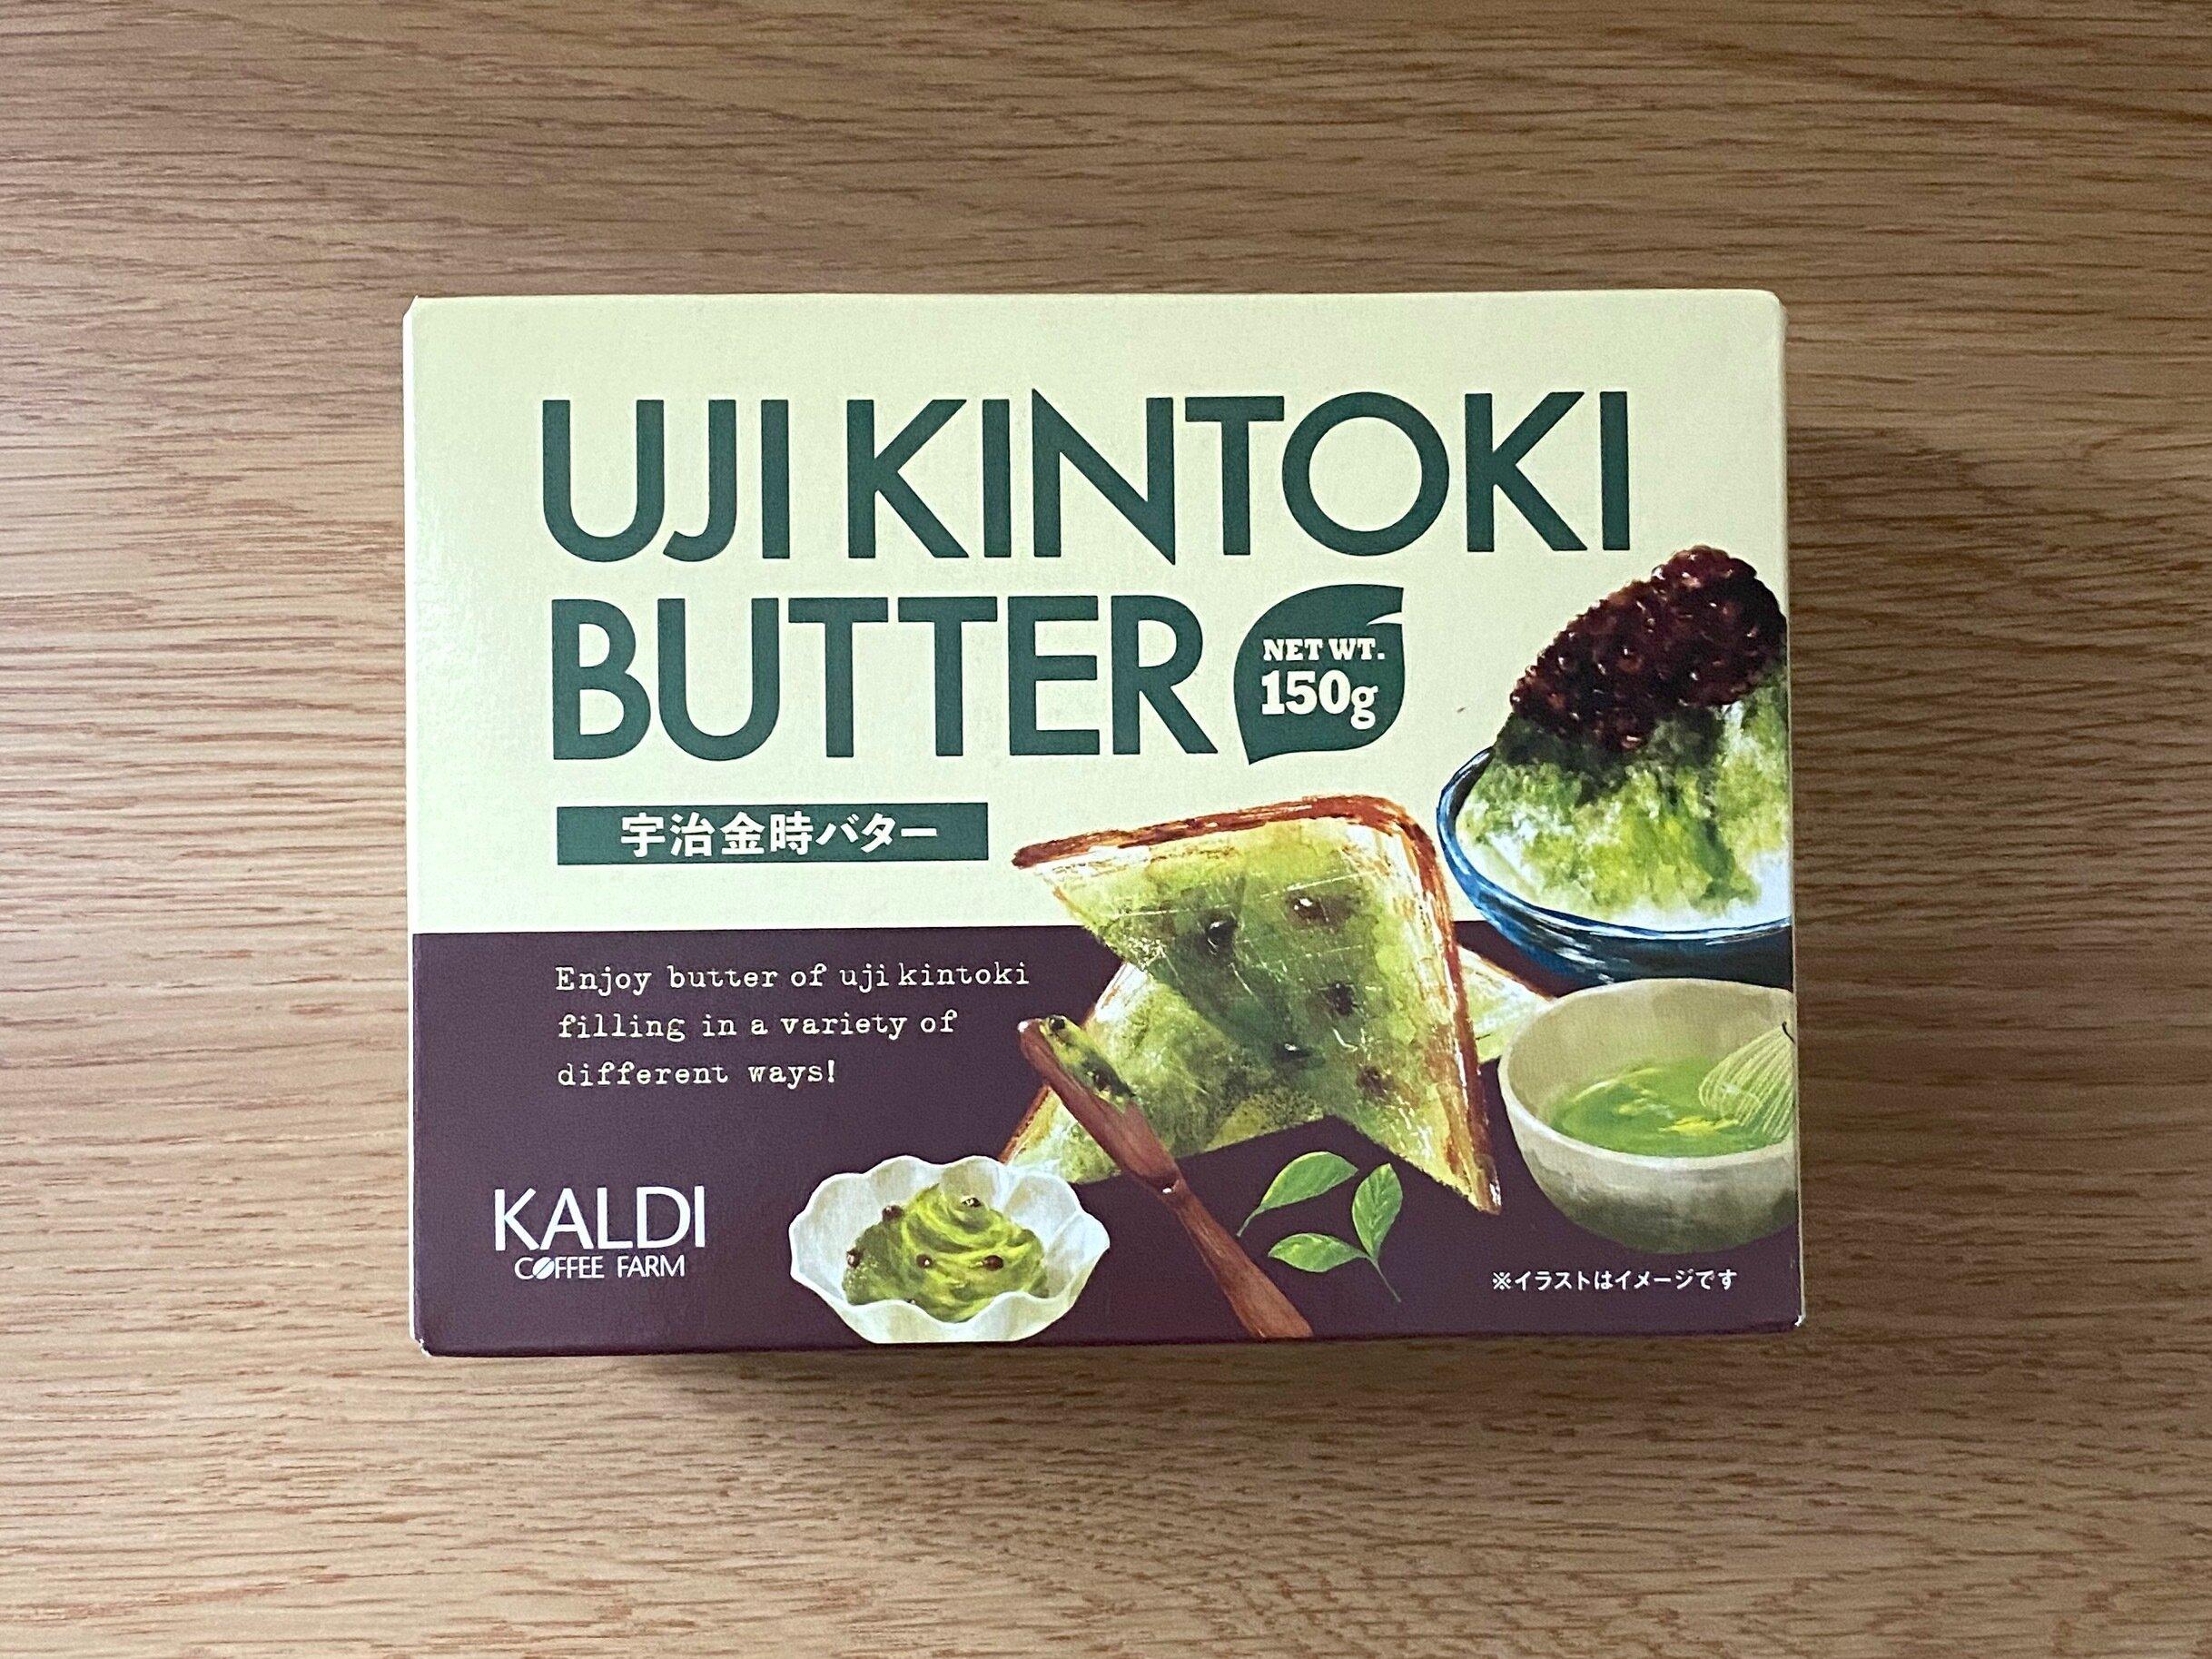 UJI KINTOKI
BUTTER
NET WT.
150g
宇治金時バター
Enjoy butter of uji kintoki
filling in a variety of
different ways!
KALDI
COFFEE FARM
※イラストはイメージです